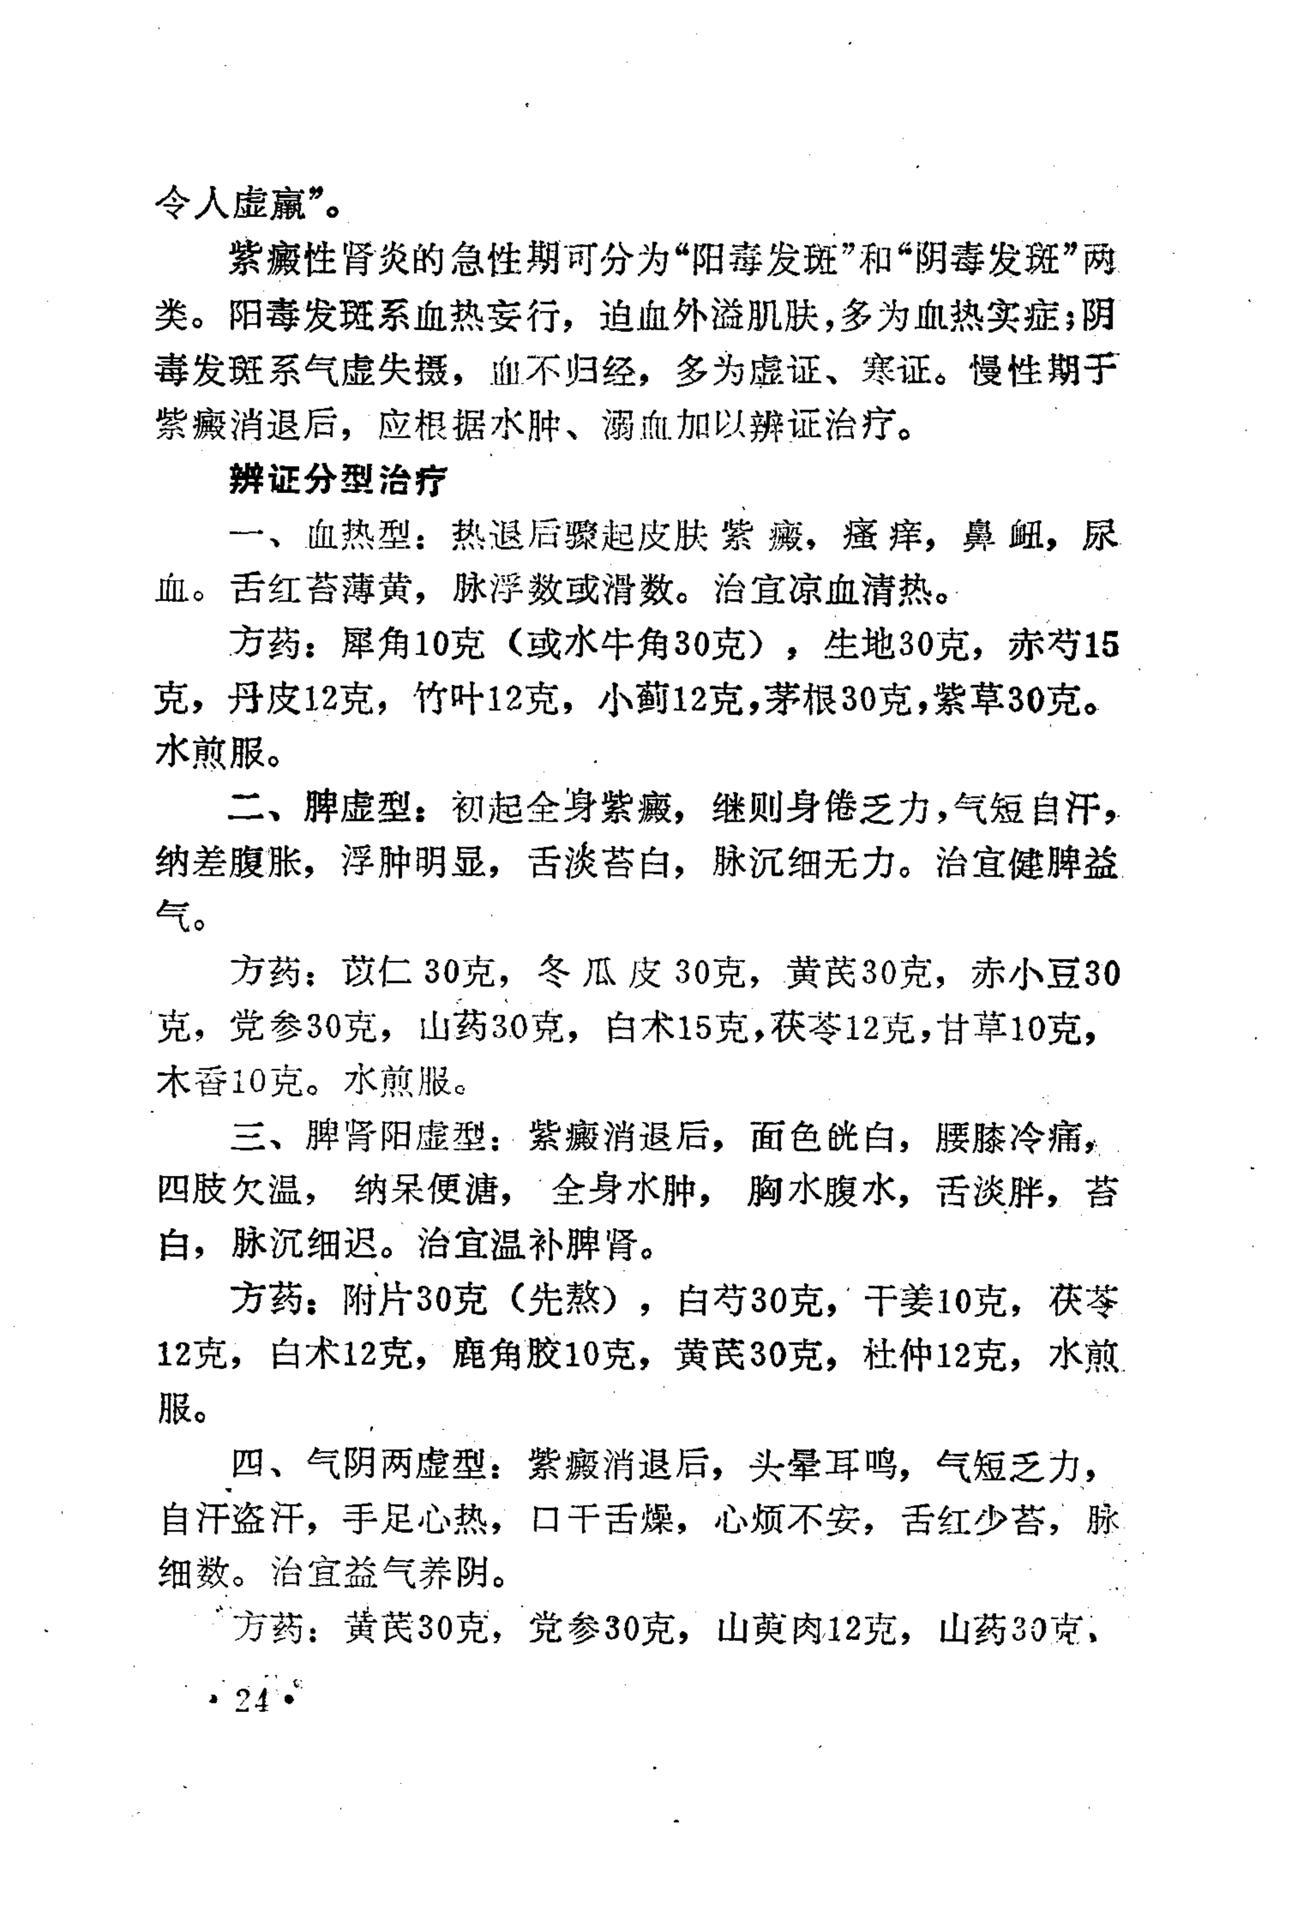 令人虚羸”。
紫癜性肾炎的急性期可分为“阳毒发斑”和“阴毒发斑”两
类。阳毒发斑系血热妄行，迫血外溢肌肤，多为血热实症；阴
毒发斑系气虚失摄，血不归经，多为虚证、寒证。慢性期于
紫癜消退后，应根据水肿、溺血加以辨证治疗。
辨证分型治疗
一、血热型：热退后骤起皮肤紫癜，瘙痒，鼻衄，尿
血。舌红苔薄黄，脉浮数或滑数。治宜凉血清热。
方药：犀角10克（或水牛角30克），生地30克，赤芍15
克，丹皮12克，竹叶12克，小蓟12克，茅根30克，紫草30克。
水煎服。
二、脾虚型：初起全身紫癜，继则身倦乏力，气短自汗，
纳差腹胀，浮肿明显，舌淡苔白，脉沉细无力。治宜健脾益
气。
方药：苡仁30克，冬瓜皮30克，黄芪30克，赤小豆30
克，党参30克，山药30克，白术15克，茯苓12克，甘草10克，
木香10克。水煎服。
三、脾肾阳虚型：紫癜消退后，面色㿠白，腰膝冷痛，
四肢欠温，纳呆便溏，全身水肿，胸水腹水，舌淡胖，苔
白，脉沉细迟。治宜温补脾肾。
方药：附片30克（先熬），白芍30克，干姜10克，茯苓
12克，白术12克，鹿角胶10克，黄芪30克，杜仲12克，水煎
服。
四、气阴两虚型：紫癜消退后，头晕耳鸣，气短乏力，
自汗盗汗，手足心热，口干舌燥，心烦不安，舌红少苔，脉
细数。治宜益气养阴。
方药：黄芪30克，党参30克，山萸肉12克，山药30克、
·24·